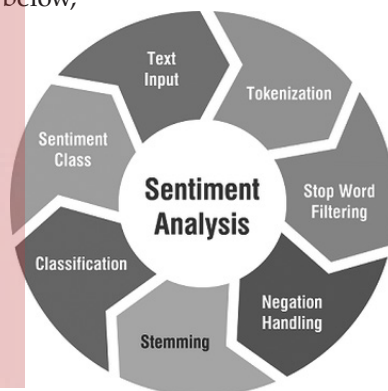 below,
Text
Input
Tokenization
Stop Word
Filtering
Negation
Handling
Stemming
Classification
Sentiment
Class
Sentiment
Analysis